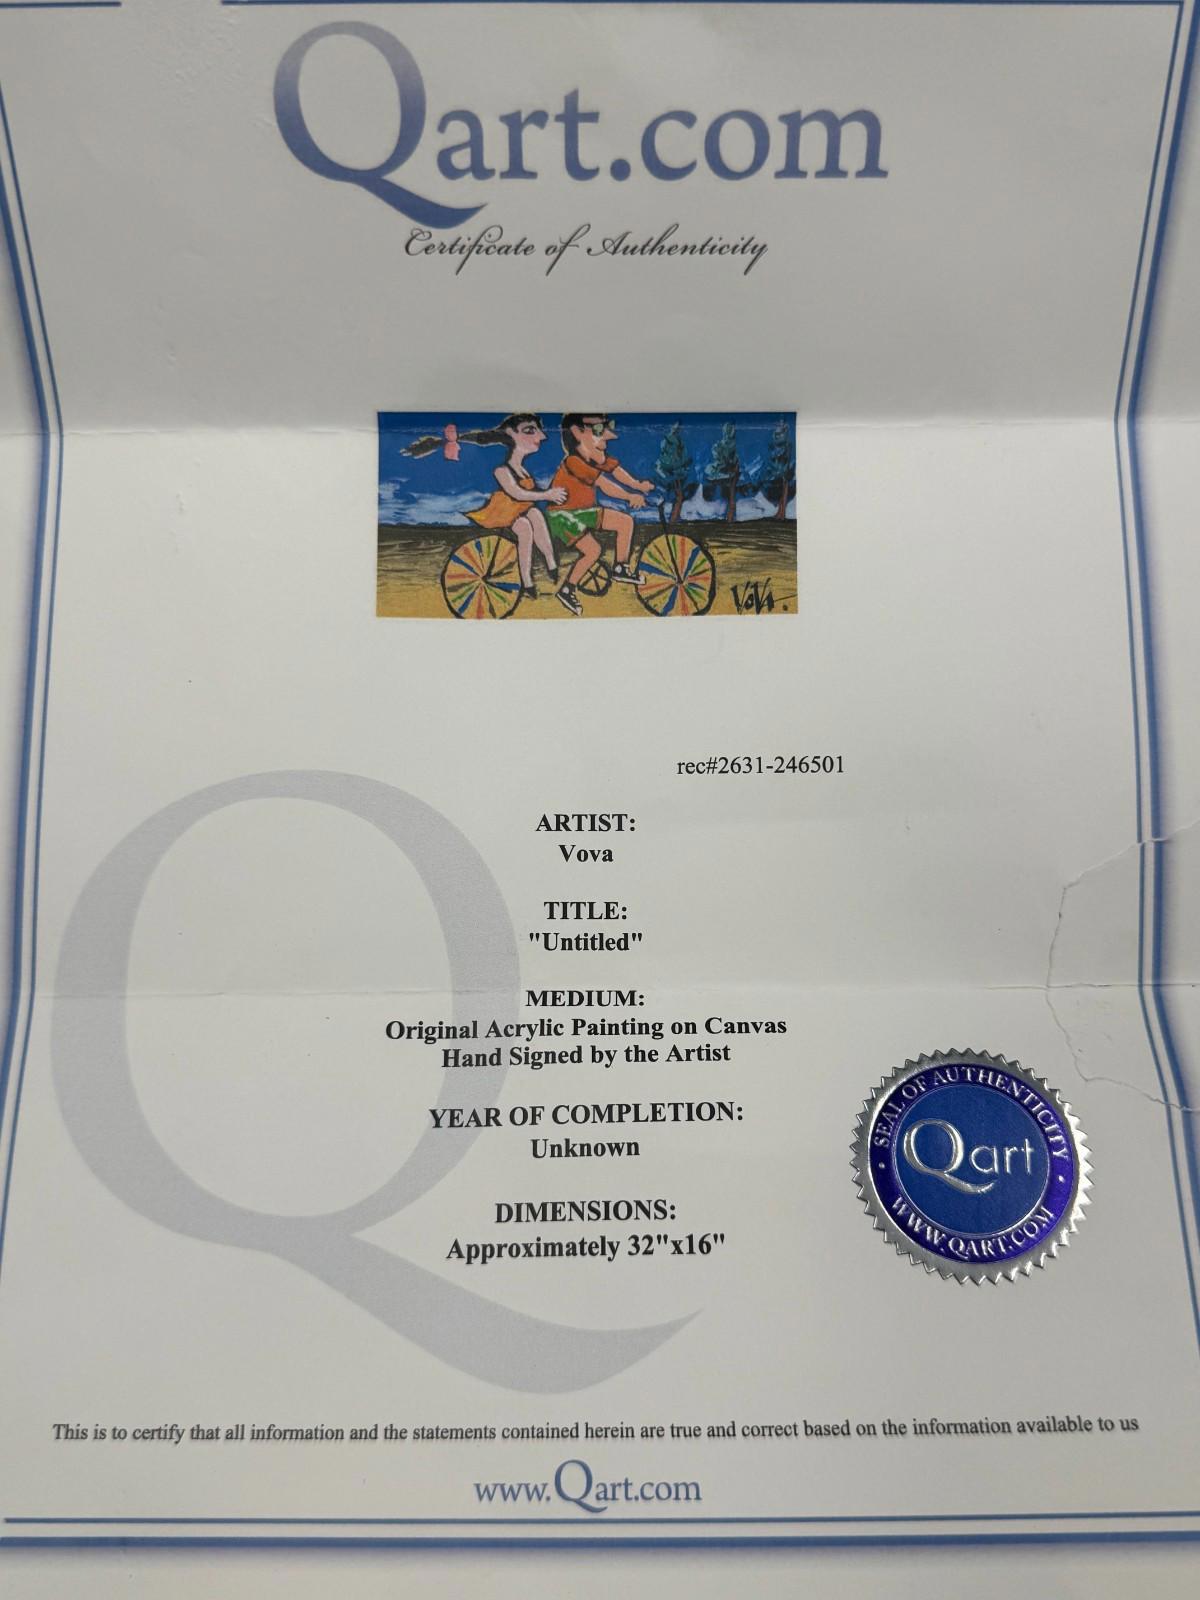 Qart.com
Certificate of Authenticity
VoVA.
rec#2631-246501
ARTIST:
Vova
TITLE:
"Untitled"
MEDIUM:
Original Acrylic Painting on Canvas
Hand Signed by the Artist
YEAR OF COMPLETION:
Unknown
DIMENSIONS:
Approximately 32"x16"
SEAL OF AUTHENTICITY
Qart
WWW.QART.COM
This is to certify that all information and the statements contained herein are true and correct based on the information available to us
www.Qart.com